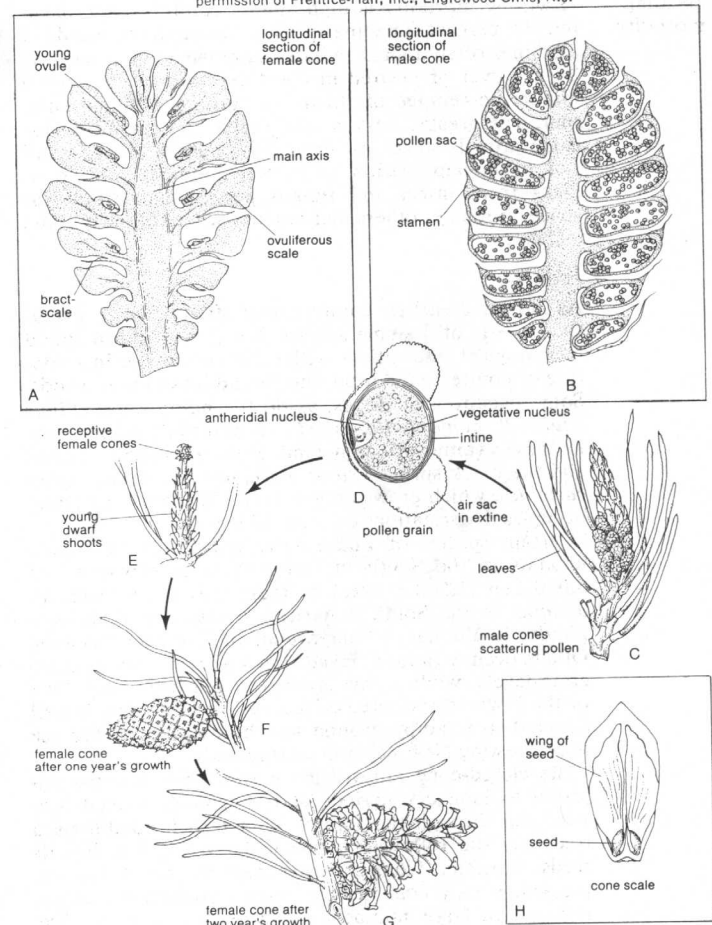 permission of Prentice-Hall, Inc., Englewood Cliffs, N.J.
young
ovule
longitudinal
section of
female cone
main axis
ovuliferous
scale
bract-
scale
A
longitudinal
section of
male cone
pollen sac
stamen
B
antheridial nucleus
vegetative nucleus
intine
air sac
in extine
D
pollen grain
receptive
female cones
young
dwarf
shoots
E
leaves
male cones
scattering pollen
C
F
female cone
after one year's growth
female cone after
two year's growth
G
wing of
seed
seed
cone scale
H